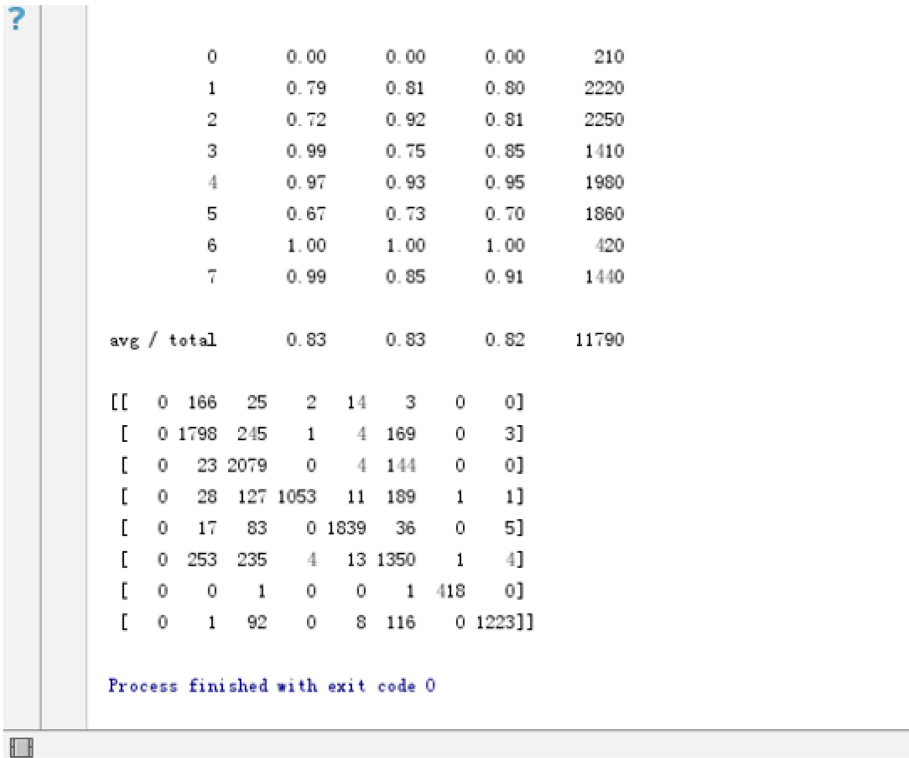 ?
0 0.00 0.00 0.00 210
1 0.79 0.81 0.80 2220
2 0.72 0.92 0.81 2250
3 0.99 0.75 0.85 1410
4 0.97 0.93 0.95 1980
5 0.67 0.73 0.70 1860
6 1.00 1.00 1.00 420
7 0.99 0.85 0.91 1440
avg / total 0.83 0.83 0.82 11790
[[ 0 166 25 2 14 3 0 0]
[ 0 1798 245 1 4 169 0 3]
[ 0 23 2079 0 4 144 0 0]
[ 0 28 127 1053 11 189 1 1]
[ 0 17 83 0 1839 36 0 5]
[ 0 253 235 4 13 1350 1 4]
[ 0 0 1 0 0 1 418 0]
[ 0 1 92 0 8 116 0 1223]]
Process finished with exit code 0